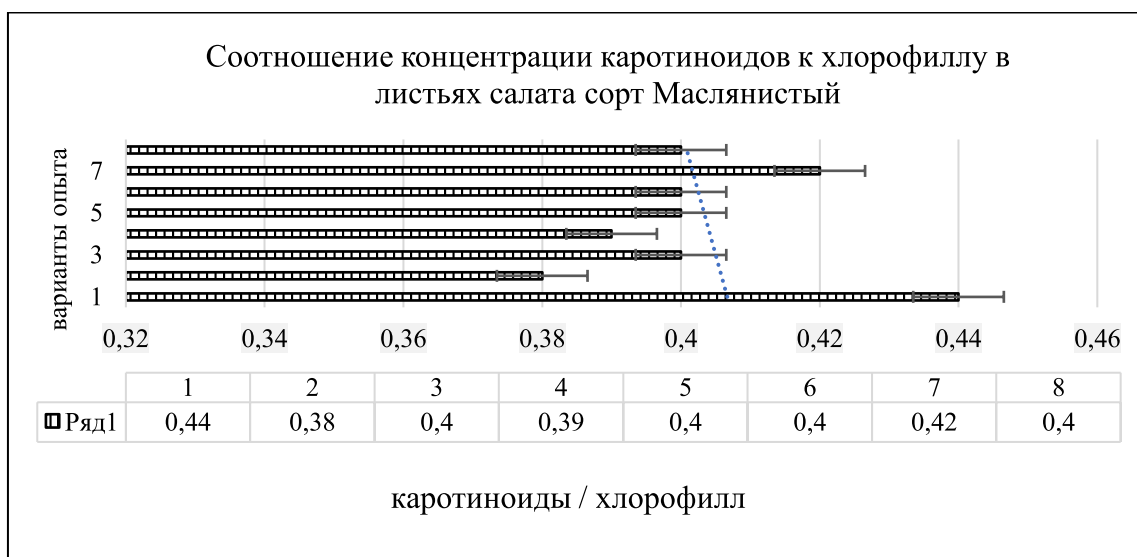 Соотношение концентрации каротиноидов к хлорофиллу в
листьях салата сорт Маслянистый
варианты опыта
7
5
3
1
0,32 0,34 0,36 0,38 0,4 0,42 0,44 0,46
1 2 3 4 5 6 7 8
Ряд1 0,44 0,38 0,4 0,39 0,4 0,4 0,42 0,4
каротиноиды / хлорофилл